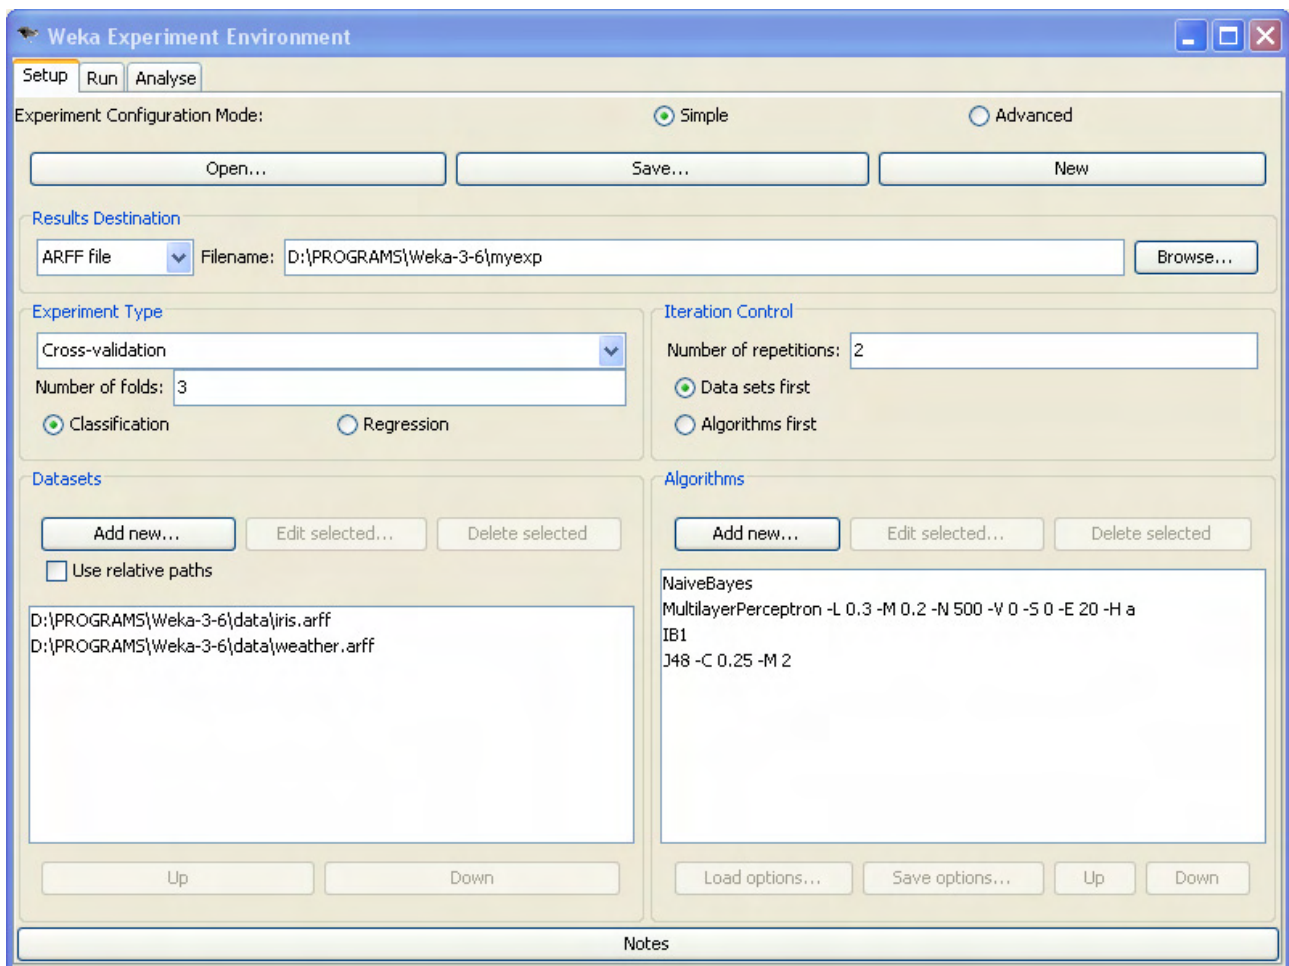 Weka Experiment Environment
Setup Run Analyse
Experiment Configuration Mode: Simple Advanced
Open... Save... New
Results Destination
ARFF file Filename: D:\PROGRAMS\Weka-3-6\myexp Browse...
Experiment Type
Cross-validation
Number of folds: 3
Classification Regression
Iteration Control
Number of repetitions: 2
Data sets first
Algorithms first
Datasets
Add new... Edit selected... Delete selected
Use relative paths
D:\PROGRAMS\Weka-3-6\data\iris.arff
D:\PROGRAMS\Weka-3-6\data\weather.arff
Up Down
Algorithms
Add new... Edit selected... Delete selected
NaiveBayes
MultilayerPerceptron -L 0.3 -M 0.2 -N 500 -V 0 -S 0 -E 20 -H a
IB1
J48 -C 0.25 -M 2
Load options... Save options... Up Down
Notes